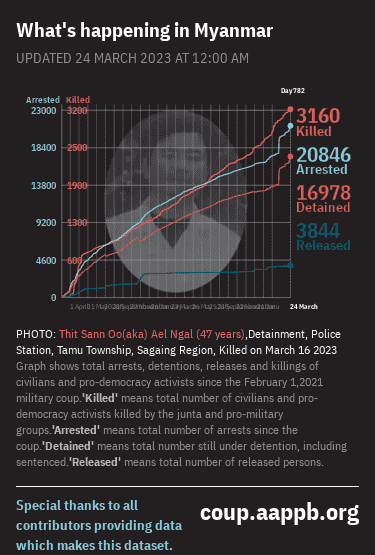 What's happening in Myanmar
UPDATED 24 MARCH 2023 AT 12:00 AM
Day782
Arrested Killed
23000 3200
3160
Killed
18400 2500
20846
Arrested
13800 1900
16978
Detained
9200 1300
3844
Released
4600 600
0
24 March
PHOTO: Thit Sann Oo(aka) Ael Ngal (47 years),Detainment, Police
Station, Tamu Township, Sagaing Region, Killed on March 16 2023
Graph shows total arrests, detentions, releases and killings of
civilians and pro-democracy activists since the February 1,2021
military coup.'Killed' means total number of civilians and pro-
democracy activists killed by the junta and pro-military
groups.'Arrested' means total number of arrests since the
coup.'Detained' means total number still under detention, including
sentenced.'Released' means total number of released persons.
Special thanks to all
contributors providing data
which makes this dataset.
coup.aappb.org